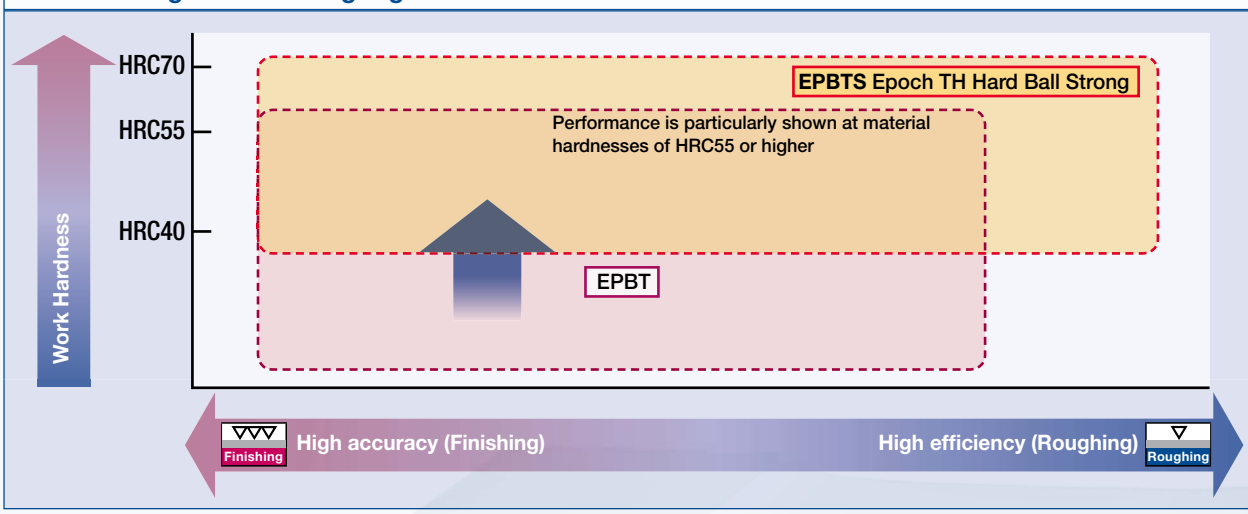 HRC70
EPBTS Epoch TH Hard Ball Strong
HRC55
Performance is particularly shown at material
hardnesses of HRC55 or higher
HRC40
EPBT
Work Hardness
Finishing
High accuracy (Finishing)
High efficiency (Roughing)
Roughing